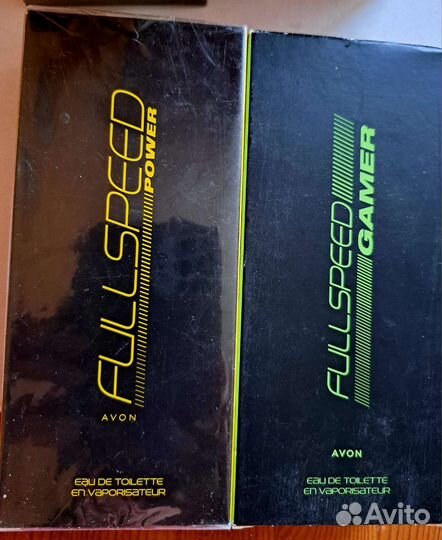 FULLSPEED
POWER
AVON
EAU DE TOILETTE
EN VAPORISATEUR
FULLSPEED
GAMER
AVON
EAU DE TOILETTE
EN VAPORISATEUR
Avito